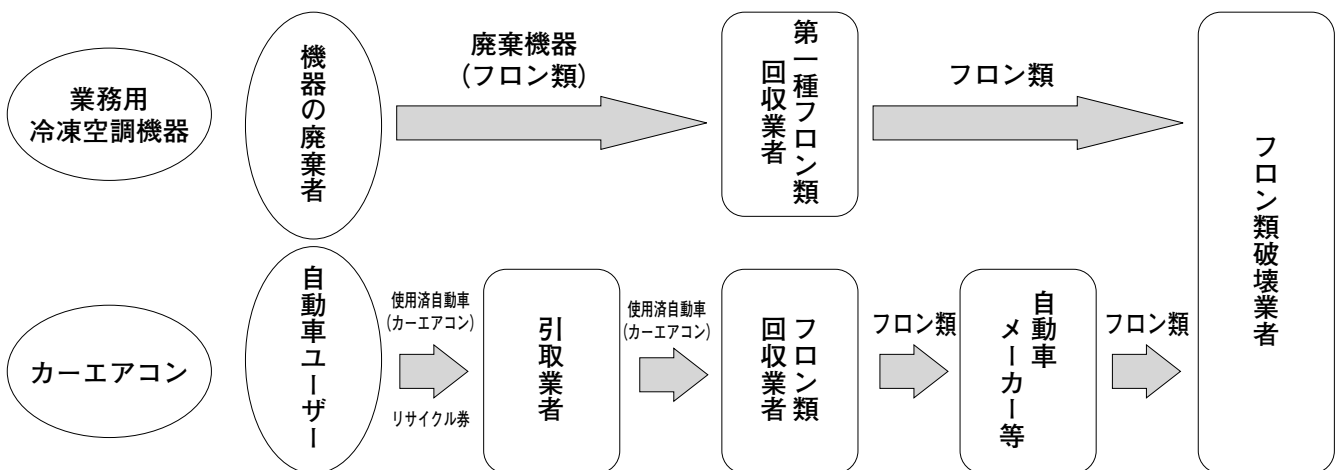 業務用
冷凍空調機器
機器の廃棄者
廃棄機器
(フロン類)
第一種フロン類
回収業者
フロン類
フロン類破壊業者
カーエアコン
自動車ユーザー
使用済自動車
(カーエアコン)
リサイクル券
引取業者
使用済自動車
(カーエアコン)
フロン類
回収業者
フロン類
自動車
メーカー等
フロン類